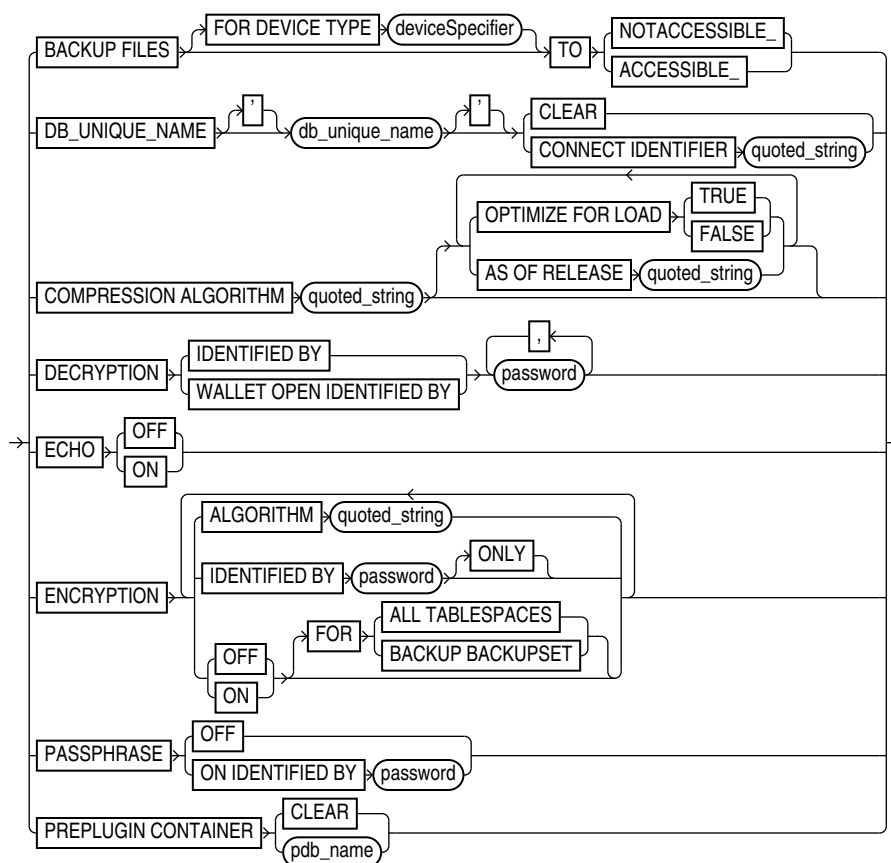 FOR DEVICE TYPE deviceSpecifier NOTACCESSIBLE_
BACKUP FILES TO ACCESSIBLE_
' ' CLEAR
DB_UNIQUE_NAME db_unique_name CONNECT IDENTIFIER quoted_string
TRUE
OPTIMIZE FOR LOAD FALSE
AS OF RELEASE quoted_string
COMPRESSION ALGORITHM quoted_string
IDENTIFIED BY ,
DECRYPTION WALLET OPEN IDENTIFIED BY password
OFF
ECHO ON
ALGORITHM quoted_string
IDENTIFIED BY password ONLY
ENCRYPTION
ALL TABLESPACES
FOR BACKUP BACKUPSET
OFF
ON
OFF
PASSPHRASE ON IDENTIFIED BY password
CLEAR
PREPLUGIN CONTAINER pdb_name